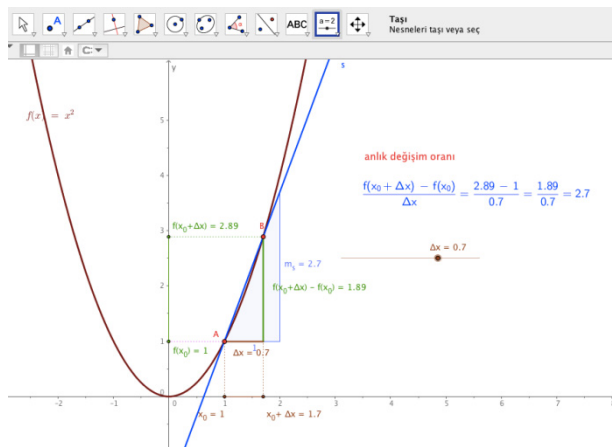 ABC
a=2
Taşı
Nesneleri taşı veya seç
y
s
f(x) = x²
anlık değişim oranı
f(x₀ + Δx) − f(x₀) / Δx = 2.89 − 1 / 0.7 = 1.89 / 0.7 = 2.7
f(x₀+Δx) = 2.89
B
Δx = 0.7
mₛ = 2.7
f(x₀+Δx) − f(x₀) = 1.89
A
f(x₀) = 1
Δx = 0.7
1
x₀ = 1
x₀ + Δx = 1.7
5
4
3
2
1
0
-2
-1
0
1
2
3
4
5
6
7